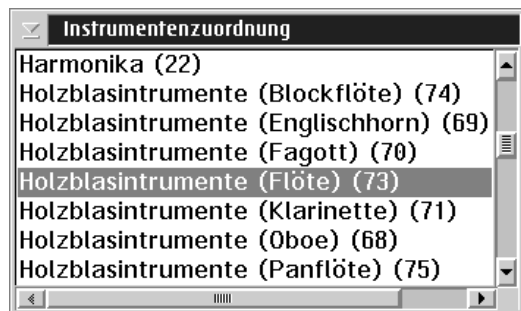 Instrumentenzuordnung
Harmonika (22)
Holzblasintrumente (Blockflöte) (74)
Holzblasintrumente (Englischhorn) (69)
Holzblasintrumente (Fagott) (70)
Holzblasintrumente (Flöte) (73)
Holzblasintrumente (Klarinette) (71)
Holzblasintrumente (Oboe) (68)
Holzblasintrumente (Panflöte) (75)